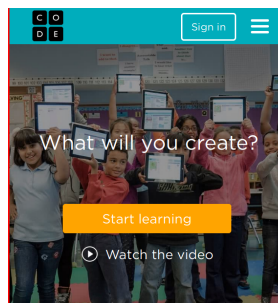 C O
D E
Sign in
What will you create?
Start learning
Watch the video